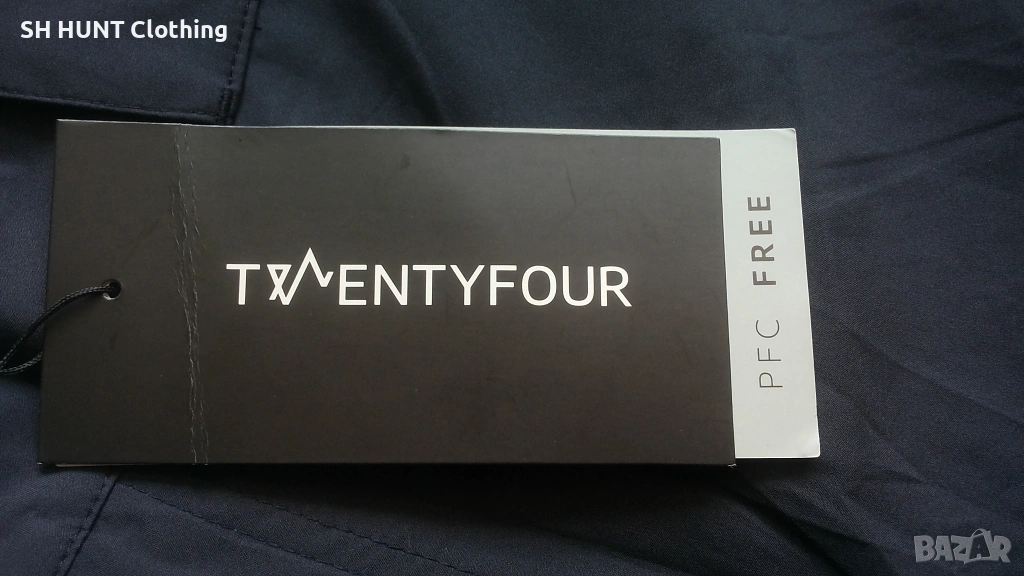 SH HUNT Clothing
TWENTYFOUR
PFC FREE
BAZAR